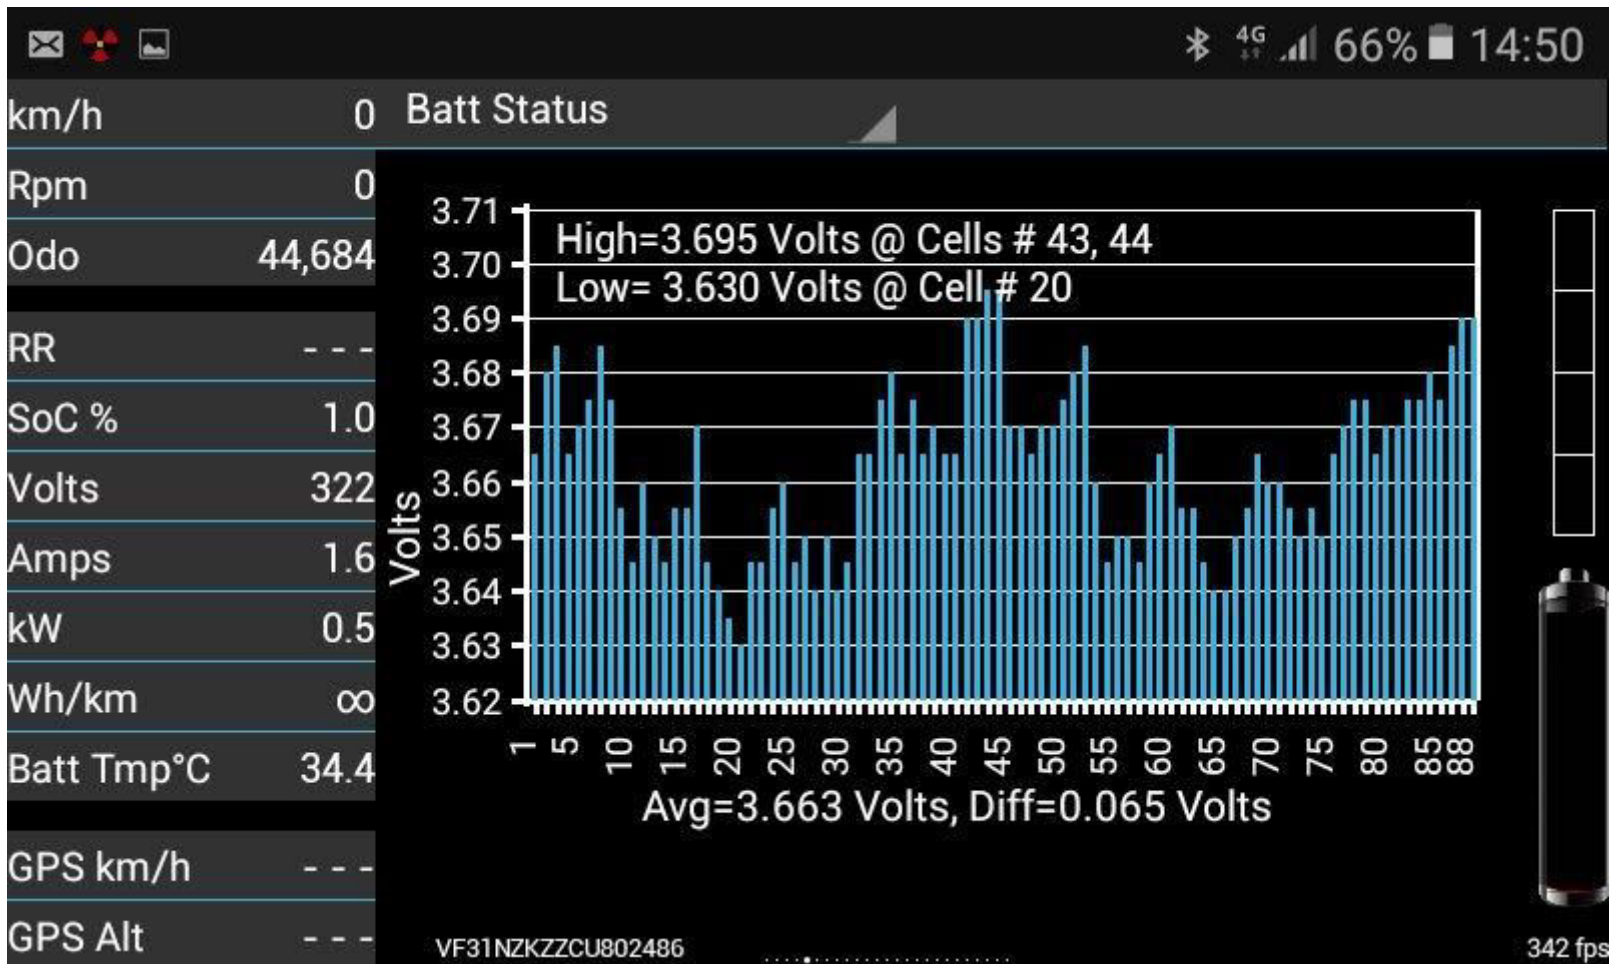 4G 66% 14:50
km/h 0
Rpm 0
Odo 44,684
RR - - -
SoC % 1.0
Volts 322
Amps 1.6
kW 0.5
Wh/km ∞
Batt Tmp°C 34.4
GPS km/h - - -
GPS Alt - - -
Batt Status
High=3.695 Volts @ Cells # 43, 44
Low= 3.630 Volts @ Cell # 20
Volts
3.71
3.70
3.69
3.68
3.67
3.66
3.65
3.64
3.63
3.62
1 5 10 15 20 25 30 35 40 45 50 55 60 65 70 75 80 85 88
Avg=3.663 Volts, Diff=0.065 Volts
VF31NZKZZCU802486
342 fps